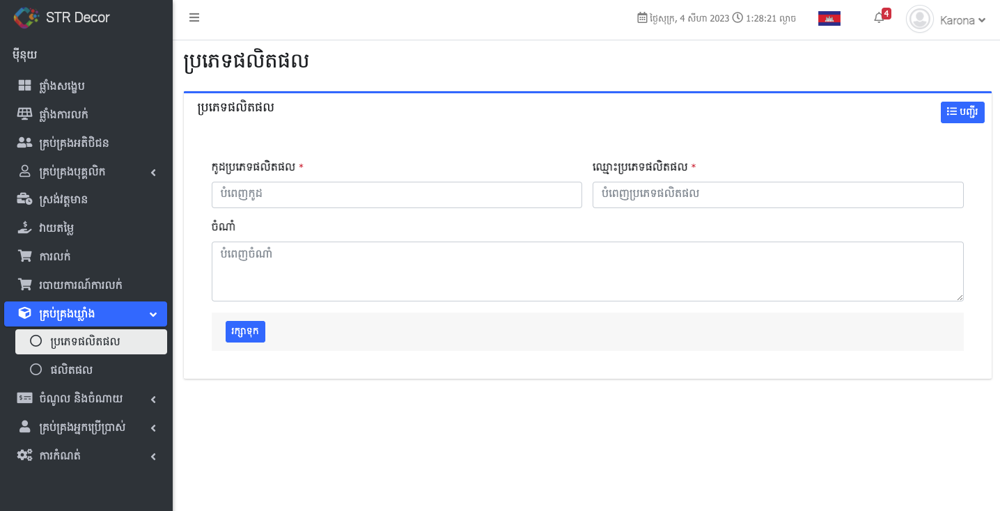 STR Decor
ថ្ងៃសុក្រ, 4 សីហា 2023 1:28:21 ល្ងាច
4
Karona
ម៉ឺនុយ
ផ្ទាំងសង្ខេប
ផ្ទាំងការលក់
គ្រប់គ្រងអតិថិជន
គ្រប់គ្រងបុគ្គលិក
ស្រង់វត្តមាន
វាយតម្លៃ
ការលក់
របាយការណ៍ការលក់
គ្រប់គ្រងឃ្លាំង
ប្រភេទផលិតផល
ផលិតផល
ចំណូល និងចំណាយ
គ្រប់គ្រងអ្នកប្រើប្រាស់
ការកំណត់
ប្រភេទផលិតផល
ប្រភេទផលិតផល
បញ្ជីរ
កូដប្រភេទផលិតផល *
បំពេញកូដ
ឈ្មោះប្រភេទផលិតផល *
បំពេញប្រភេទផលិតផល
ចំណាំ
បំពេញចំណាំ
រក្សាទុក